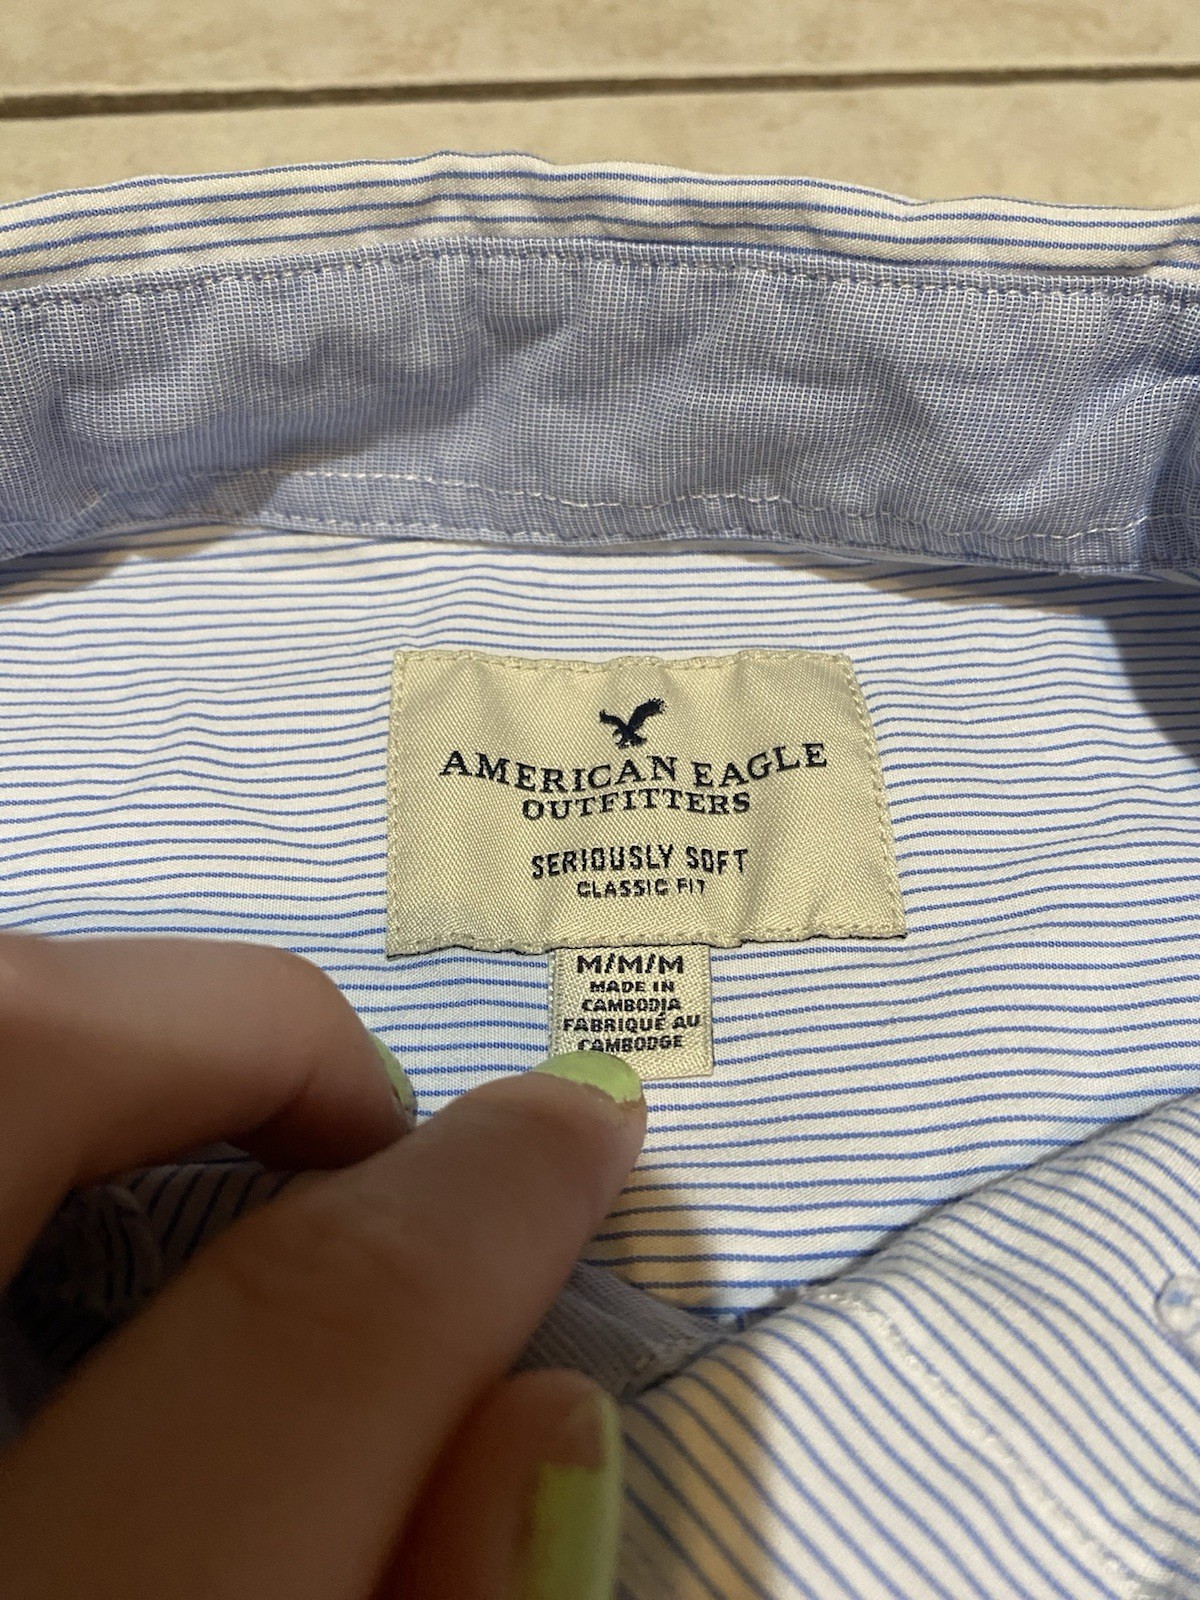 AMERICAN EAGLE
OUTFITTERS
SERIOUSLY SOFT
CLASSIC FIT
M/M/M
MADE IN
CAMBODIA
FABRIQUÉ AU
CAMBODGE